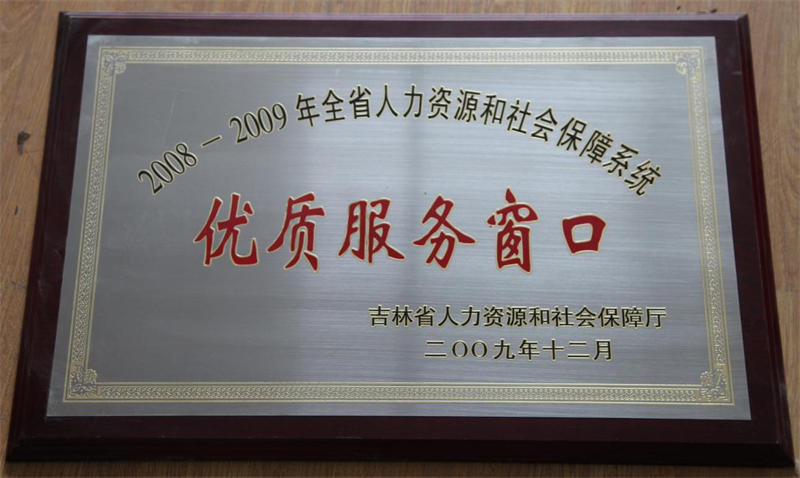 2008－2009年全省人力资源和社会保障系统
优质服务窗口
吉林省人力资源和社会保障厅
二〇〇九年十二月